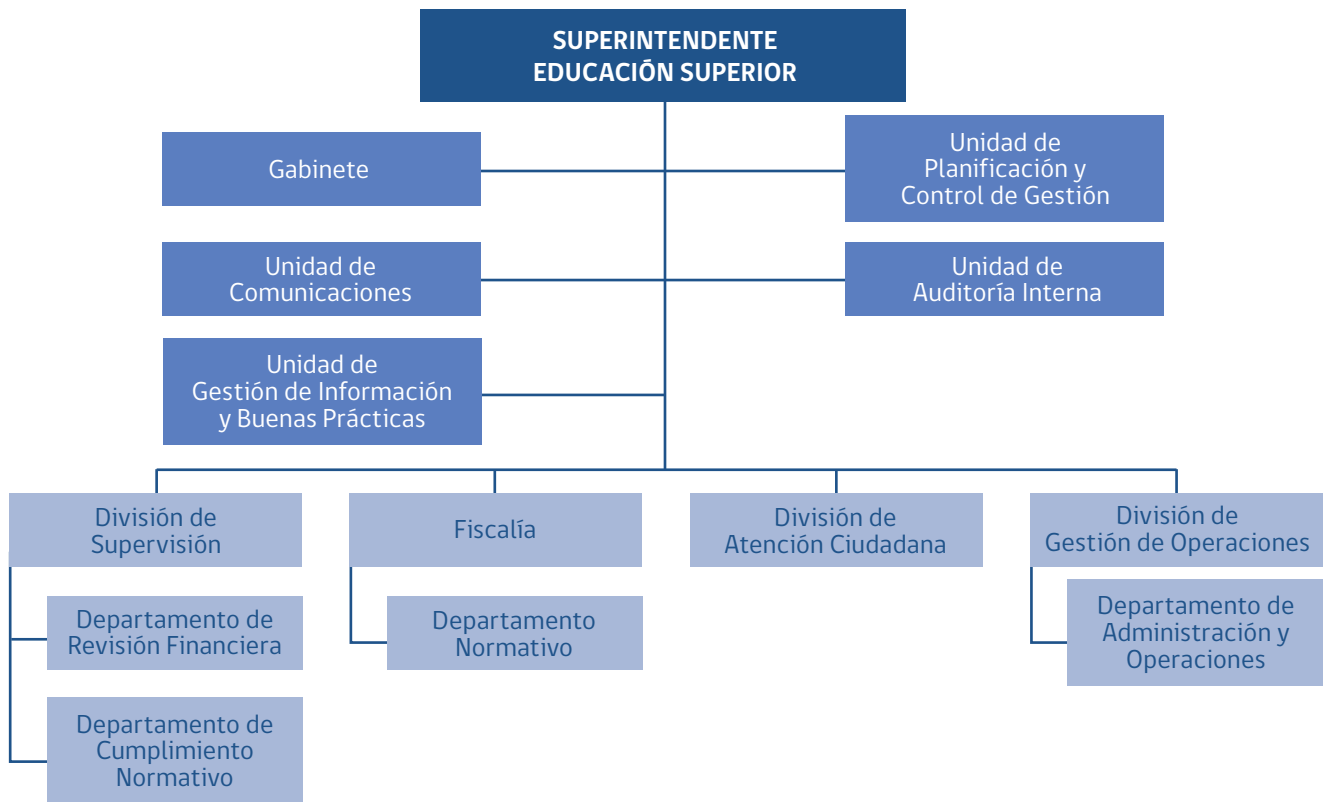 SUPERINTENDENTE
EDUCACIÓN SUPERIOR
Gabinete
Unidad de
Planificación y
Control de Gestión
Unidad de
Comunicaciones
Unidad de
Auditoría Interna
Unidad de
Gestión de Información
y Buenas Prácticas
División de
Supervisión
Fiscalía
División de
Atención Ciudadana
División de
Gestión de Operaciones
Departamento de
Revisión Financiera
Departamento
Normativo
Departamento de
Administración y
Operaciones
Departamento de
Cumplimiento
Normativo